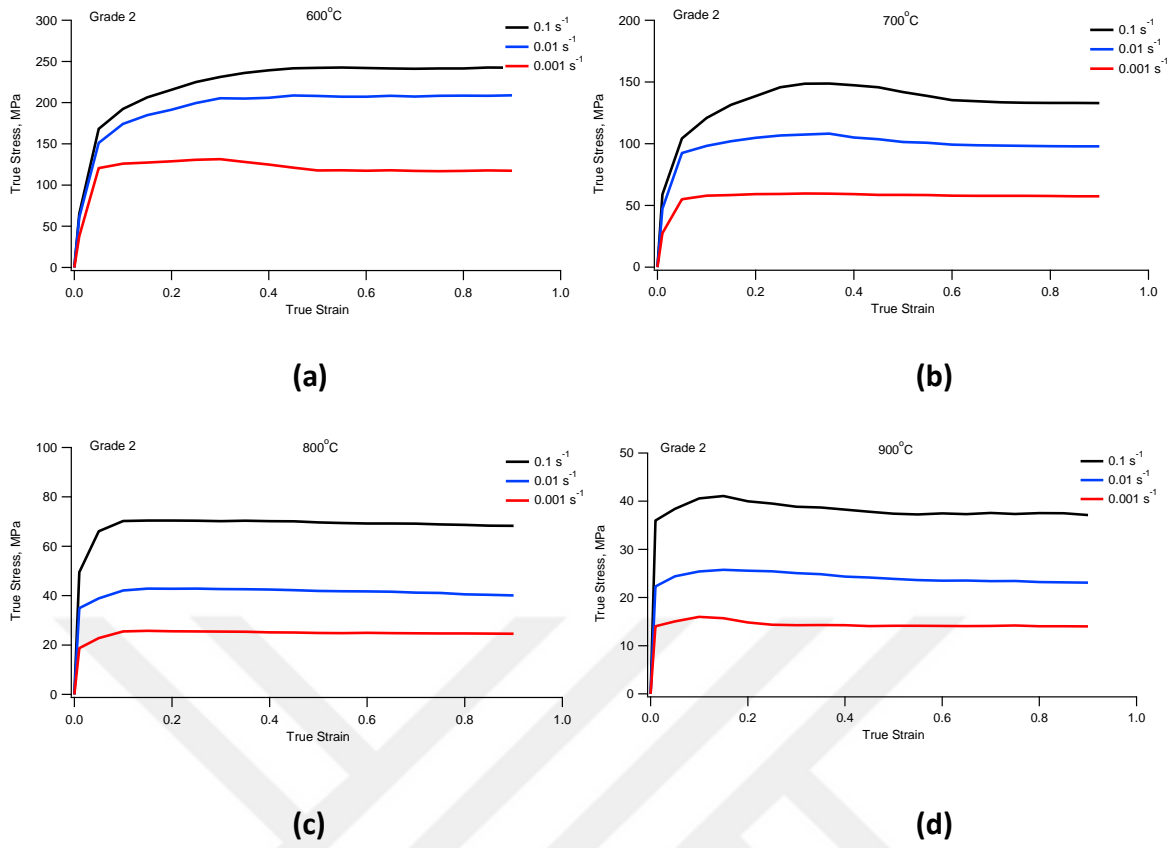 Grade 2
600°C
0.1 s⁻¹
0.01 s⁻¹
0.001 s⁻¹
True Stress, MPa
300
250
200
150
100
50
0
0.0 0.2 0.4 0.6 0.8 1.0
True Strain
(a)
Grade 2
700°C
0.1 s⁻¹
0.01 s⁻¹
0.001 s⁻¹
True Stress, MPa
200
150
100
50
0
0.0 0.2 0.4 0.6 0.8 1.0
True Strain
(b)
Grade 2
800°C
0.1 s⁻¹
0.01 s⁻¹
0.001 s⁻¹
True Stress, MPa
100
80
60
40
20
0
0.0 0.2 0.4 0.6 0.8 1.0
True Strain
(c)
Grade 2
900°C
0.1 s⁻¹
0.01 s⁻¹
0.001 s⁻¹
True Stress, MPa
50
40
30
20
10
0
0.0 0.2 0.4 0.6 0.8 1.0
True Strain
(d)